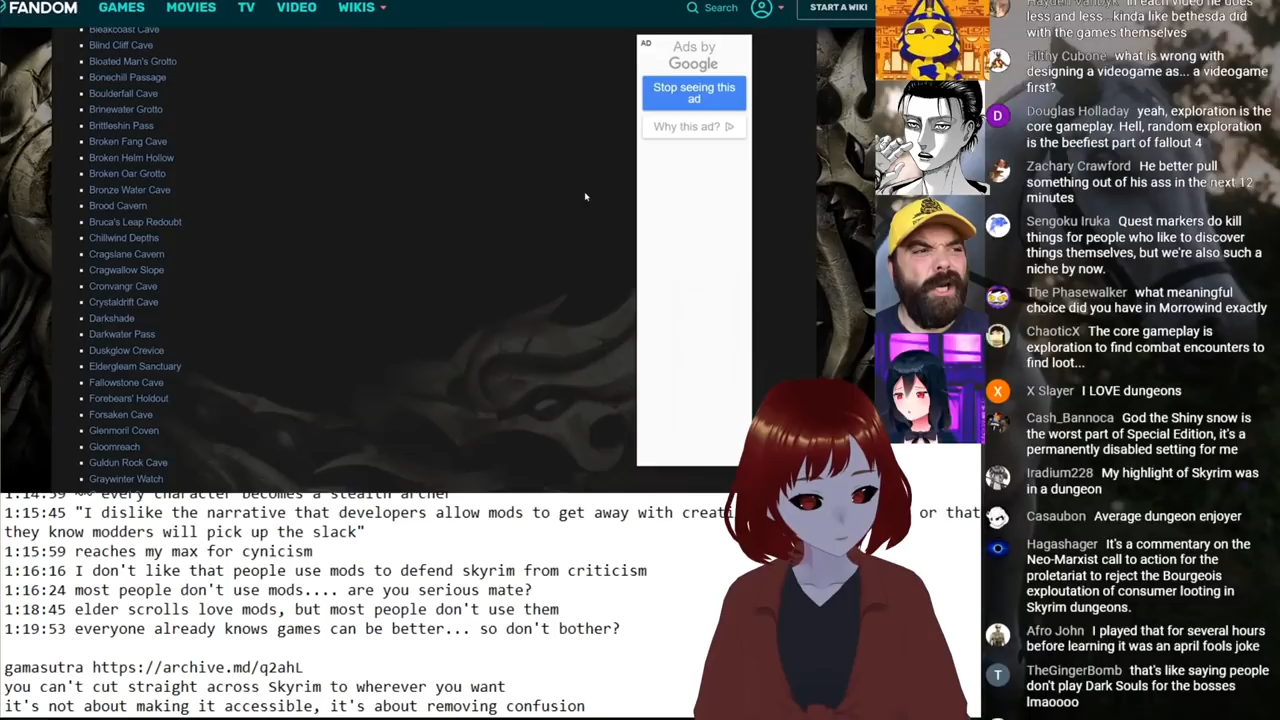 FANDOM GAMES MOVIES TV VIDEO WIKIS Search START A WIKI
Bleakcoast Cave
Blind Cliff Cave
Bloated Man's Grotto
Bonechill Passage
Boulderfall Cave
Brinewater Grotto
Brittleshin Pass
Broken Fang Cave
Broken Helm Hollow
Broken Oar Grotto
Bronze Water Cave
Brood Cavern
Bruca's Leap Redoubt
Chillwind Depths
Cragslane Cavern
Cragwallow Slope
Cronvangr Cave
Crystaldrift Cave
Darkshade
Darkwater Pass
Duskglow Crevice
Eldergleam Sanctuary
Fallowstone Cave
Forebears' Holdout
Forsaken Cave
Glenmoril Coven
Gloomreach
Guldun Rock Cave
Graywinter Watch
AD
Ads by
Google
Stop seeing this
ad
Why this ad?
1:14:59 ~~ every character becomes a stealth archer
1:15:45 "I dislike the narrative that developers allow mods to get away with creati or that
they know modders will pick up the slack"
1:15:59 reaches my max for cynicism
1:16:16 I don't like that people use mods to defend skyrim from criticism
1:16:24 most people don't use mods.... are you serious mate?
1:18:45 elder scrolls love mods, but most people don't use them
1:19:53 everyone already knows games can be better... so don't bother?
gamasutra https://archive.md/q2ahL
you can't cut straight across Skyrim to wherever you want
it's not about making it accessible, it's about removing confusion
Hayden VanDyk in each video he does
less and less...kinda like bethesda did
with the games themselves
Filthy Cubone what is wrong with
designing a videogame as... a videogame
first?
Douglas Holladay yeah, exploration is the
core gameplay. Hell, random exploration
is the beefiest part of fallout 4
Zachary Crawford He better pull
something out of his ass in the next 12
minutes
Sengoku Iruka Quest markers do kill
things for people who like to discover
things themselves, but we're also such a
niche by now.
The Phasewalker what meaningful
choice did you have in Morrowind exactly
ChaoticX The core gameplay is
exploration to find combat encounters to
find loot...
X Slayer I LOVE dungeons
Cash_Bannoca God the Shiny snow is
the worst part of Special Edition, it's a
permanently disabled setting for me
Iradium228 My highlight of Skyrim was
in a dungeon
Casaubon Average dungeon enjoyer
Hagashager It's a commentary on the
Neo-Marxist call to action for the
proletariat to reject the Bourgeois
exploutation of consumer looting in
Skyrim dungeons.
Afro John I played that for several hours
before learning it was an april fools joke
TheGingerBomb that's like saying people
don't play Dark Souls for the bosses
lmaoooo